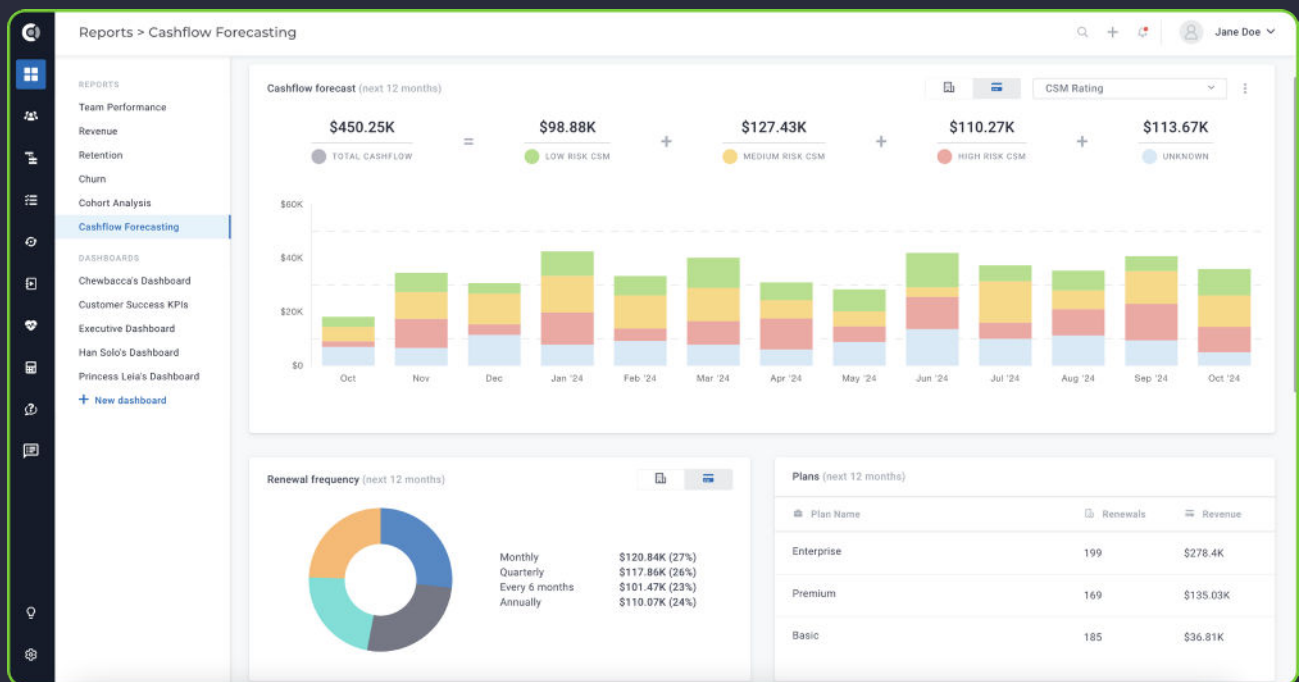 Reports > Cashflow Forecasting
Jane Doe
REPORTS
Team Performance
Revenue
Retention
Churn
Cohort Analysis
Cashflow Forecasting
DASHBOARDS
Chewbacca's Dashboard
Customer Success KPIs
Executive Dashboard
Han Solo's Dashboard
Princess Leia's Dashboard
+ New dashboard
Cashflow forecast (next 12 months)
CSM Rating
$450.25K = $98.88K + $127.43K + $110.27K + $113.67K
TOTAL CASHFLOW LOW RISK CSM MEDIUM RISK CSM HIGH RISK CSM UNKNOWN
$60K
$40K
$20K
$0
Oct Nov Dec Jan '24 Feb '24 Mar '24 Apr '24 May '24 Jun '24 Jul '24 Aug '24 Sep '24 Oct '24
Renewal frequency (next 12 months)
Monthly $120.84K (27%)
Quarterly $117.86K (26%)
Every 6 months $101.47K (23%)
Annually $110.07K (24%)
Plans (next 12 months)
Plan Name Renewals Revenue
Enterprise 199 $278.4K
Premium 169 $135.03K
Basic 185 $36.81K